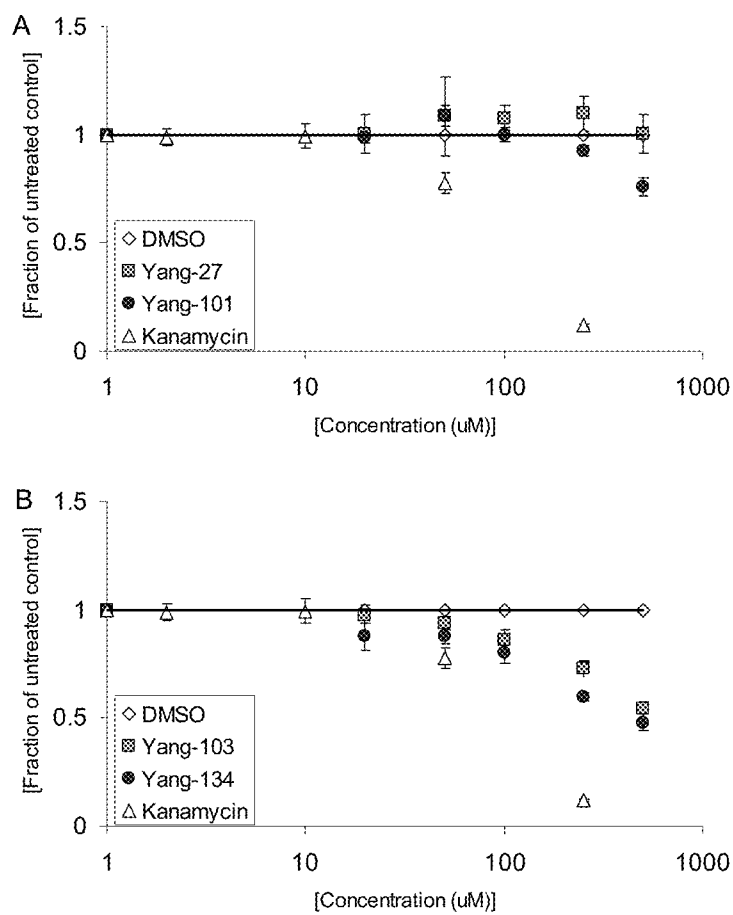 A
[Fraction of untreated control]
1.5
1
0.5
0
DMSO
Yang-27
Yang-101
Kanamycin
1 10 100 1000
[Concentration (uM)]
B
[Fraction of untreated control]
1.5
1
0.5
0
DMSO
Yang-103
Yang-134
Kanamycin
1 10 100 1000
[Concentration (uM)]